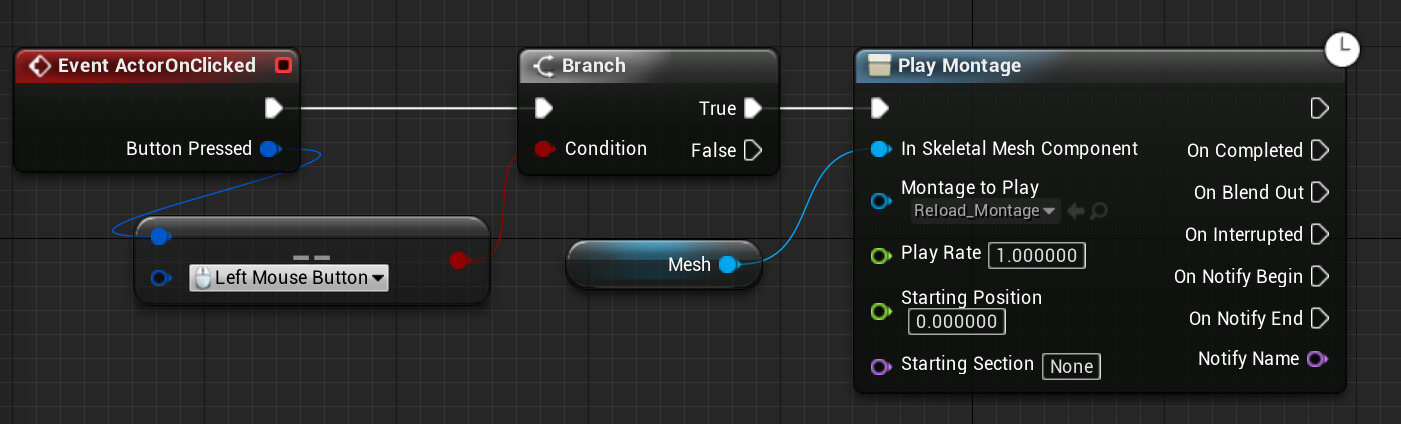 Event ActorOnClicked
Button Pressed
==
Left Mouse Button
Branch
True
Condition
False
Mesh
Play Montage
In Skeletal Mesh Component
On Completed
Montage to Play
Reload_Montage
On Blend Out
On Interrupted
Play Rate 1.000000
On Notify Begin
Starting Position
0.000000
On Notify End
Starting Section None
Notify Name